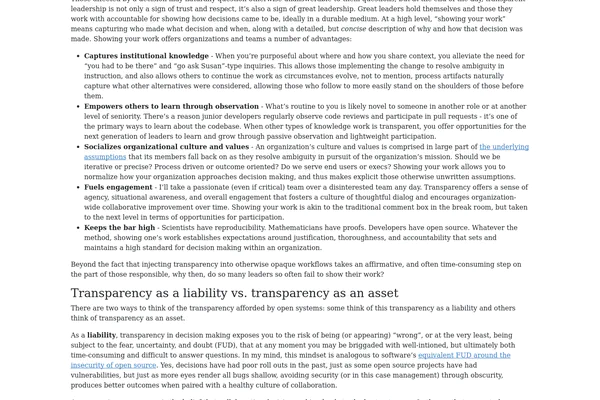 leadership is not only a sign of trust and respect, it's also a sign of great leadership. Great leaders hold themselves and those they
work with accountable for showing how decisions came to be, ideally in a durable medium. At a high level, "showing your work"
means capturing who made what decision and when, along with a detailed, but concise description of why and how that decision was
made. Showing your work offers organizations and teams a number of advantages:
• Captures institutional knowledge - When you're purposeful about where and how you share context, you alleviate the need for
"you had to be there" and "go ask Susan"-type inquiries. This allows those implementing the change to resolve ambiguity in
instruction, and also allows others to continue the work as circumstances evolve, not to mention, process artifacts naturally
capture what other alternatives were considered, allowing those who follow to more easily stand on the shoulders of those before
them.
• Empowers others to learn through observation - What's routine to you is likely novel to someone in another role or at another
level of seniority. There's a reason junior developers regularly observe code reviews and participate in pull requests - it's one of
the primary ways to learn about the codebase. When other types of knowledge work is transparent, you offer opportunities for the
next generation of leaders to learn and grow through passive observation and lightweight participation.
• Socializes organizational culture and values - An organization's culture and values is comprised in large part of the underlying
assumptions that its members fall back on as they resolve ambiguity in pursuit of the organization's mission. Should we be
iterative or precise? Process driven or outcome oriented? Do we serve end users or execs? Showing your work allows you to
normalize how your organization approaches decision making, and thus makes explicit those otherwise unwritten assumptions.
• Fuels engagement - I'll take a passionate (even if critical) team over a disinterested team any day. Transparency offers a sense of
agency, situational awareness, and overall engagement that fosters a culture of thoughtful dialog and encourages organization-
wide collaborative improvement over time. Showing your work is akin to the traditional comment box in the break room, but taken
to the next level in terms of opportunities for participation.
• Keeps the bar high - Scientists have reproducibility. Mathematicians have proofs. Developers have open source. Whatever the
method, showing one's work establishes expectations around justification, thoroughness, and accountability that sets and
maintains a high standard for decision making within an organization.
Beyond the fact that injecting transparency into otherwise opaque workflows takes an affirmative, and often time-consuming step on
the part of those responsible, why then, do so many leaders so often fail to show their work?
Transparency as a liability vs. transparency as an asset
There are two ways to think of the transparency afforded by open systems: some think of this transparency as a liability and others
think of transparency as an asset.
As a liability, transparency in decision making exposes you to the risk of being (or appearing) "wrong", or at the very least, being
subject to the fear, uncertainty, and doubt (FUD), that at any moment you may be briggaded with well-intioned, but ultimately both
time-consuming and difficult to answer questions. In my mind, this mindset is analogous to software's equivalent FUD around the
insecurity of open source. Yes, decisions have had poor roll outs in the past, just as some open source projects have had
vulnerabilities, but just as more eyes render all bugs shallow, avoiding security (or in this case management) through obscurity,
produces better outcomes when paired with a healthy culture of collaboration.